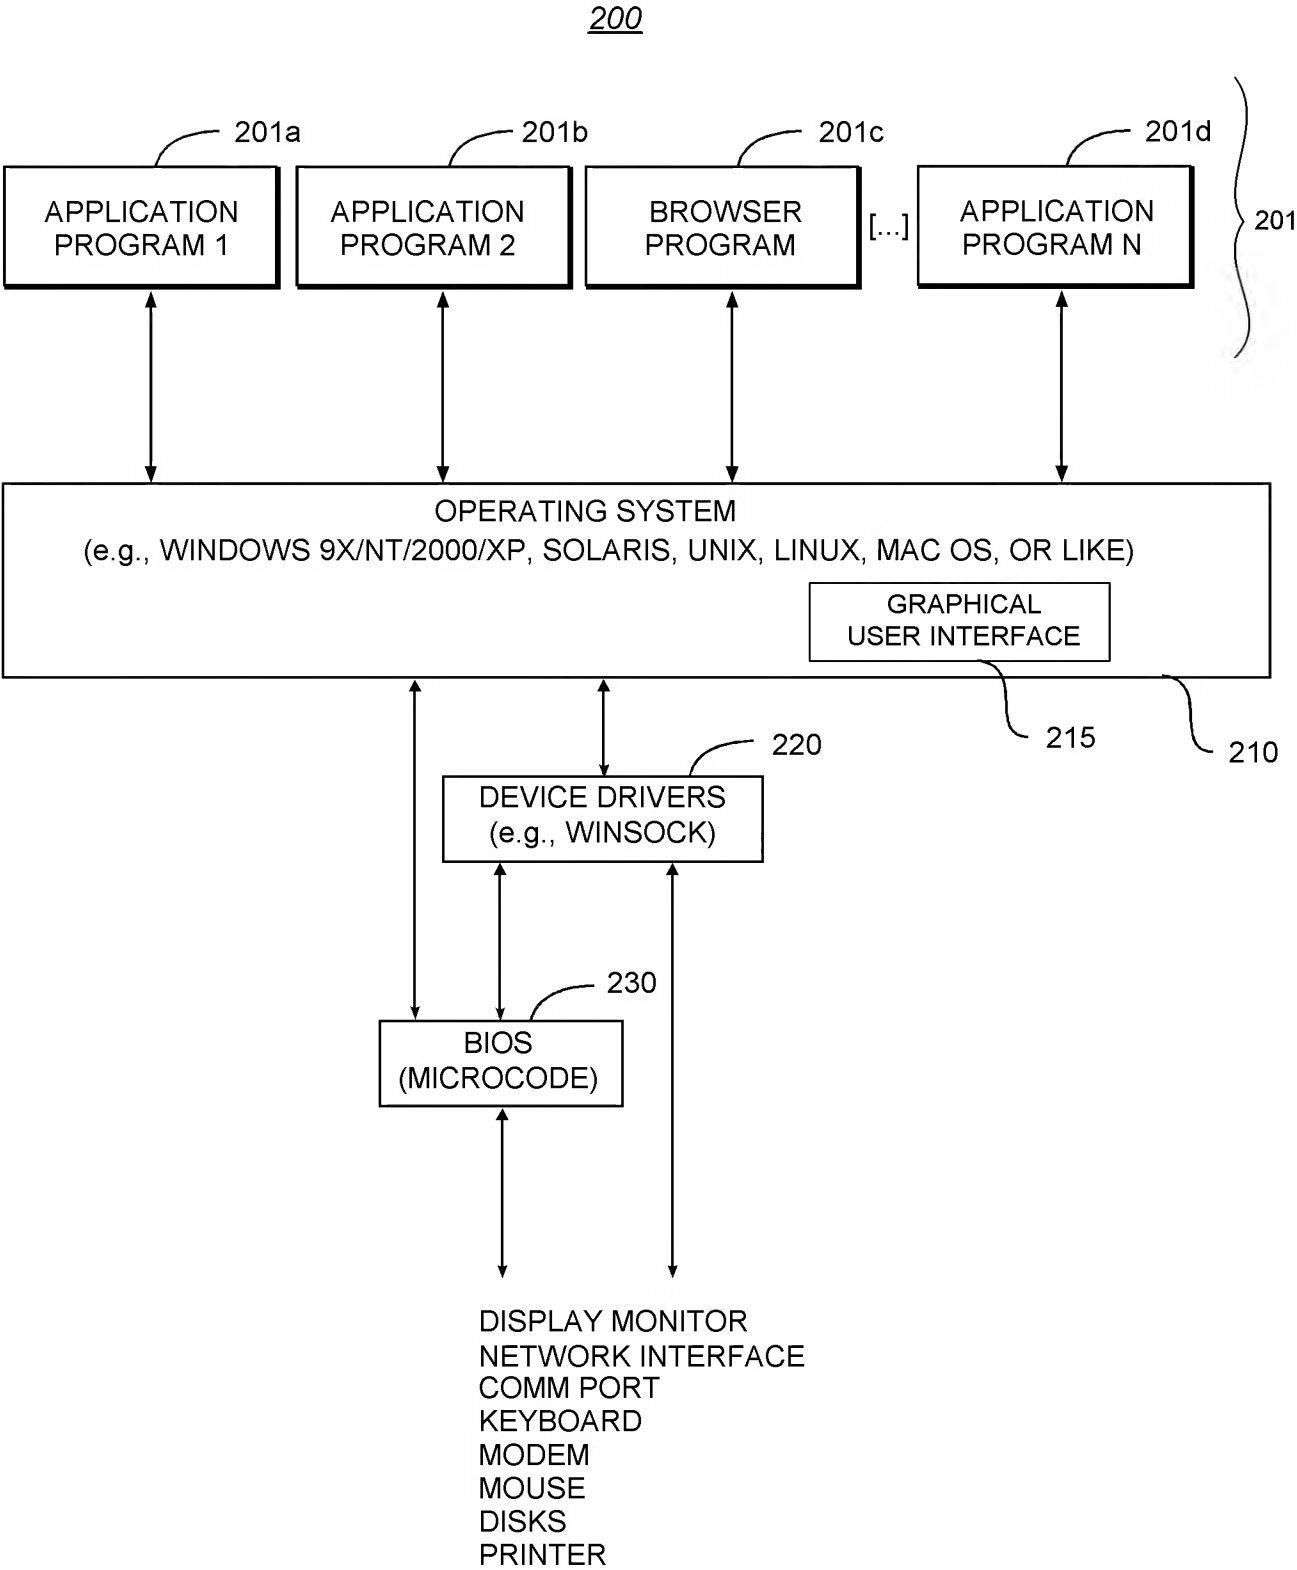 200
201a
201b
201c
201d
APPLICATION
PROGRAM 1
APPLICATION
PROGRAM 2
BROWSER
PROGRAM
[...]
APPLICATION
PROGRAM N
201
OPERATING SYSTEM
(e.g., WINDOWS 9X/NT/2000/XP, SOLARIS, UNIX, LINUX, MAC OS, OR LIKE)
GRAPHICAL
USER INTERFACE
215
210
220
DEVICE DRIVERS
(e.g., WINSOCK)
230
BIOS
(MICROCODE)
DISPLAY MONITOR
NETWORK INTERFACE
COMM PORT
KEYBOARD
MODEM
MOUSE
DISKS
PRINTER